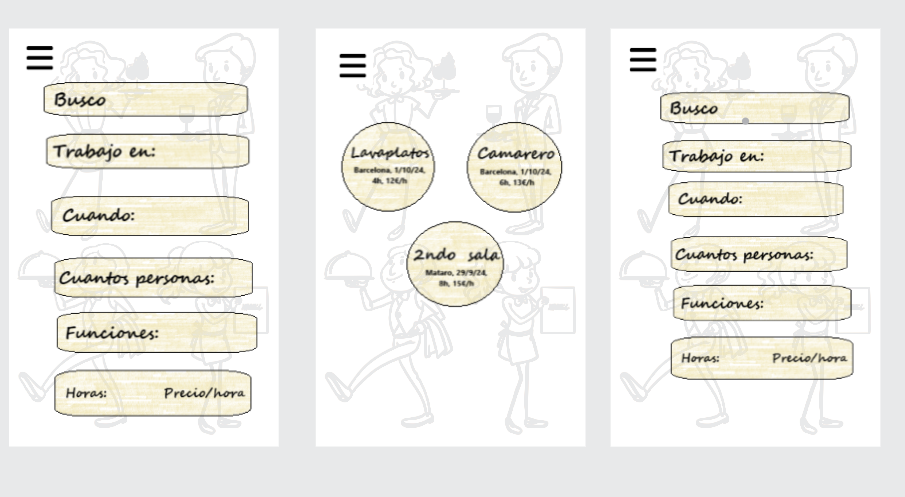 Busco
Trabajo en:
Cuando:
Cuantos personas:
Funciones:
Horas: Precio/hora
Lavaplatos
Barcelona, 1/10/24,
4h, 12€/h
Camarero
Barcelona, 1/10/24,
6h, 13€/h
2ndo sala
Mataro, 29/9/24,
8h, 15€/h
Busco
Trabajo en:
Cuando:
Cuantos personas:
Funciones:
Horas: Precio/hora